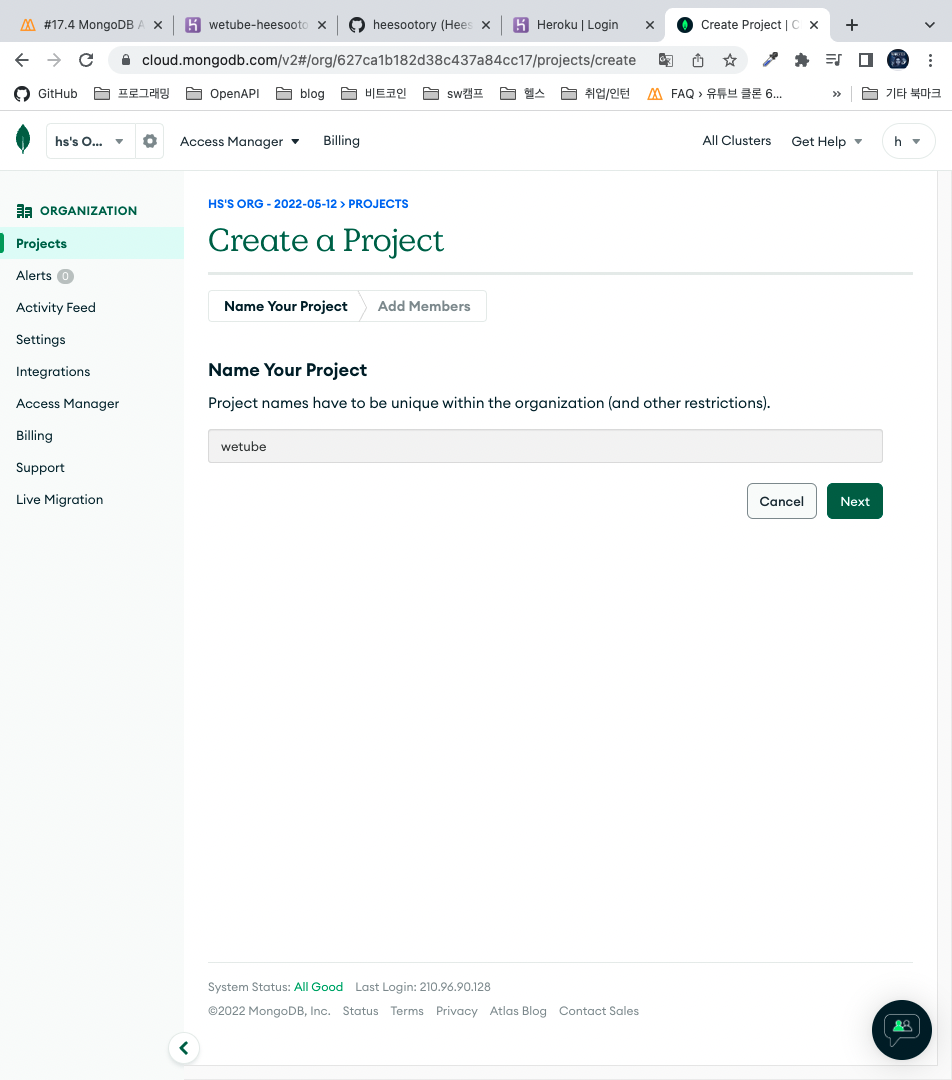 #17.4 MongoDB A
wetube-heesooto
heesootory (Hees
Heroku | Login
Create Project | C
cloud.mongodb.com/v2#/org/627ca1b182d38c437a84cc17/projects/create
GitHub
프로그래밍
OpenAPI
blog
비트코인
sw캠프
헬스
취업/인턴
FAQ › 유튜브 클론 6...
»
기타 북마크
hs's O...
Access Manager
Billing
All Clusters
Get Help
h
ORGANIZATION
Projects
Alerts 0
Activity Feed
Settings
Integrations
Access Manager
Billing
Support
Live Migration
HS'S ORG - 2022-05-12 > PROJECTS
Create a Project
Name Your Project
Add Members
Name Your Project
Project names have to be unique within the organization (and other restrictions).
wetube
Cancel
Next
System Status: All Good Last Login: 210.96.90.128
©2022 MongoDB, Inc. Status Terms Privacy Atlas Blog Contact Sales